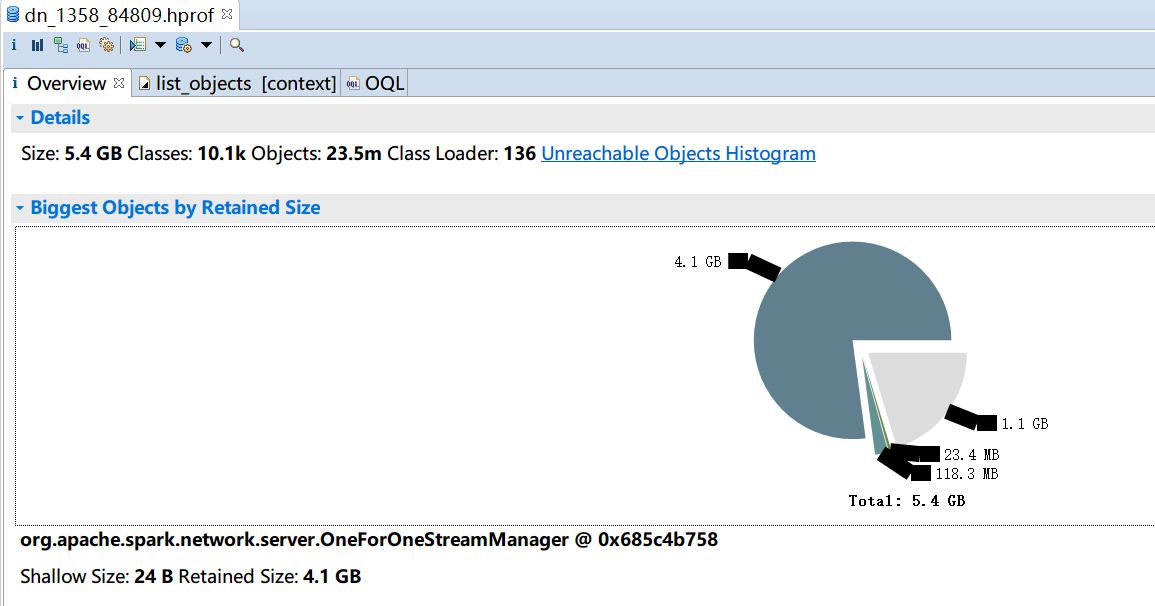 dn_1358_84809.hprof
Overview list_objects [context] OQL
Details
Size: 5.4 GB Classes: 10.1k Objects: 23.5m Class Loader: 136 Unreachable Objects Histogram
Biggest Objects by Retained Size
4.1 GB
1.1 GB
23.4 MB
118.3 MB
Total: 5.4 GB
org.apache.spark.network.server.OneForOneStreamManager @ 0x685c4b758
Shallow Size: 24 B Retained Size: 4.1 GB